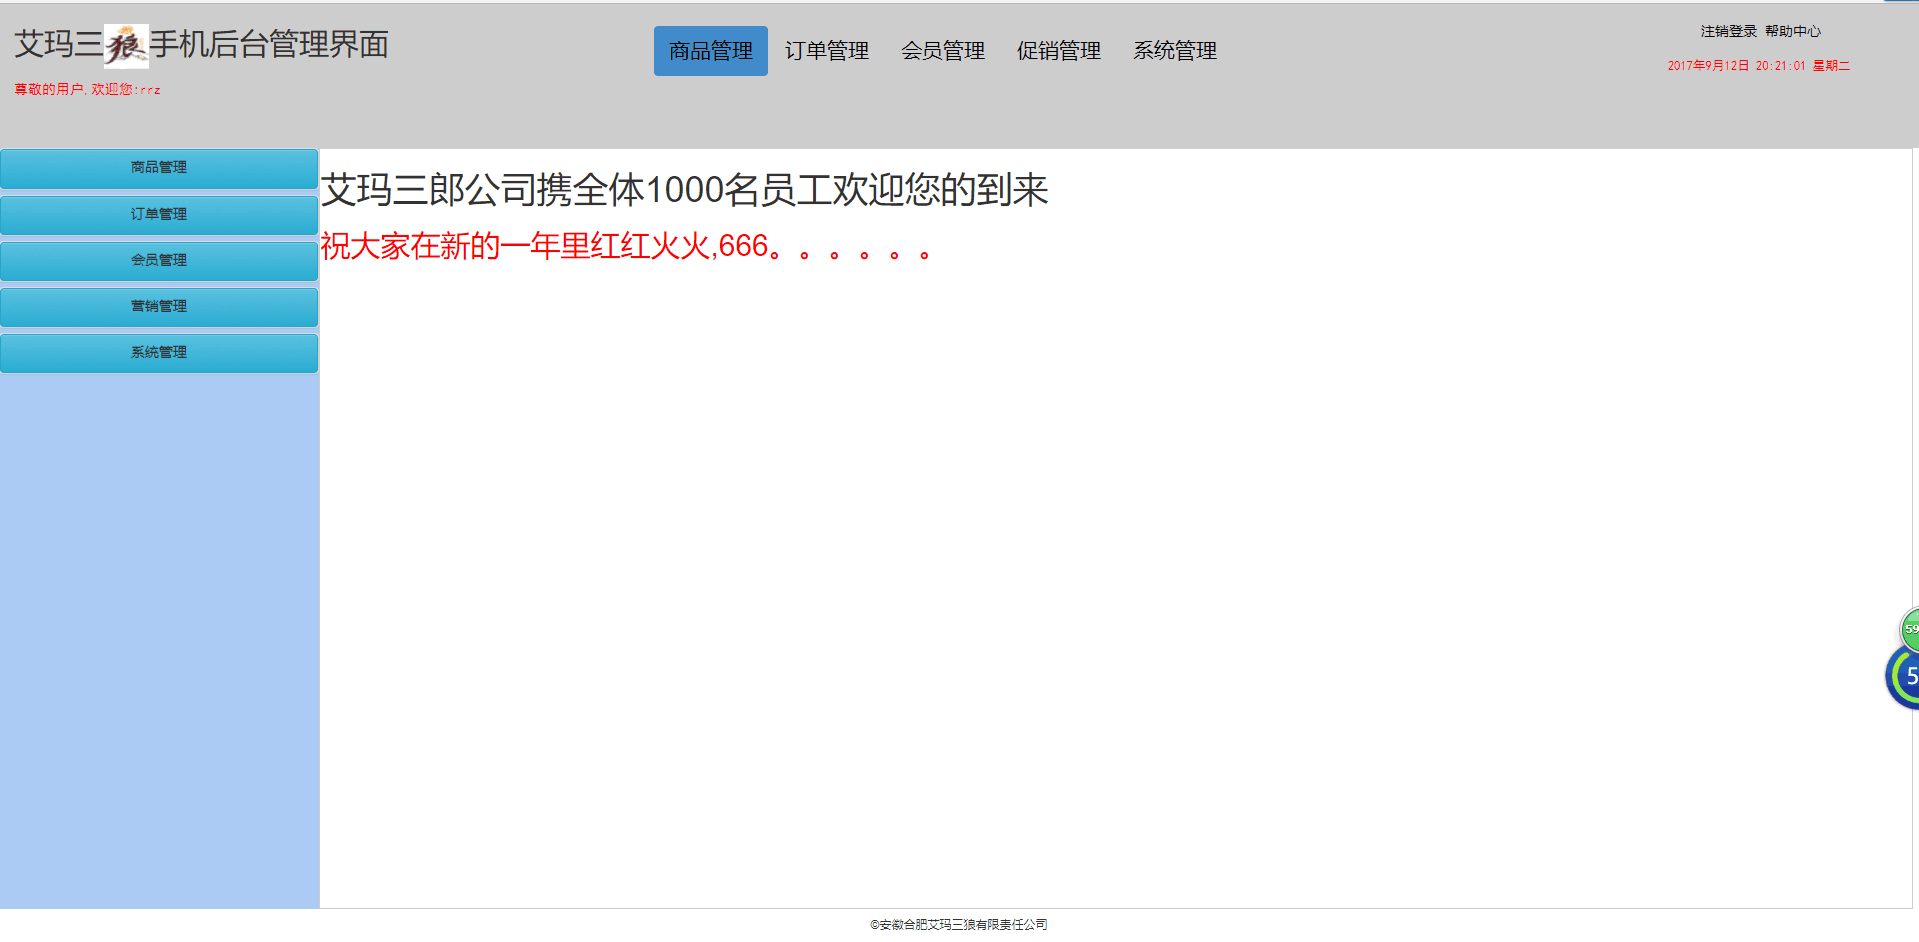 艾玛三狼手机后台管理界面
尊敬的用户,欢迎您:rrz
商品管理 订单管理 会员管理 促销管理 系统管理
注销登录 帮助中心
2017年9月12日 20:21:01 星期二
商品管理
订单管理
会员管理
营销管理
系统管理
艾玛三郎公司携全体1000名员工欢迎您的到来
祝大家在新的一年里红红火火,666。。。。。。
59
5
©安徽合肥艾玛三狼有限责任公司